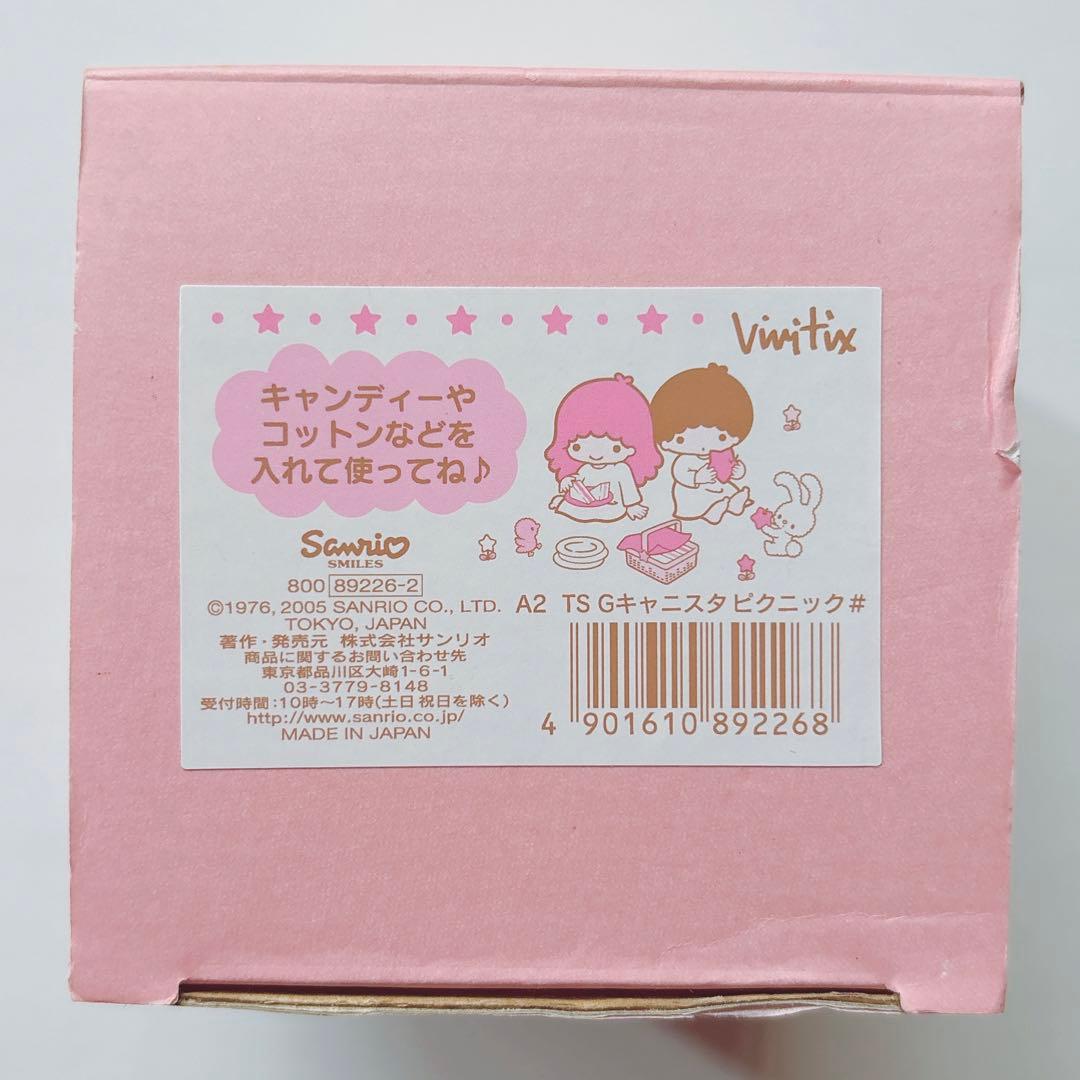 Vivitix
キャンディーや
コットンなどを
入れて使ってね♪
Sanrio
SMILES
800 89226-2
©1976, 2005 SANRIO CO., LTD.
TOKYO, JAPAN
著作・発売元 株式会社サンリオ
商品に関するお問い合わせ先
東京都品川区大崎1-6-1
03-3779-8148
受付時間:10時～17時(土日祝日を除く)
http://www.sanrio.co.jp/
MADE IN JAPAN
A2 TS Gキャニスタ ピクニック#
4 901610 892268